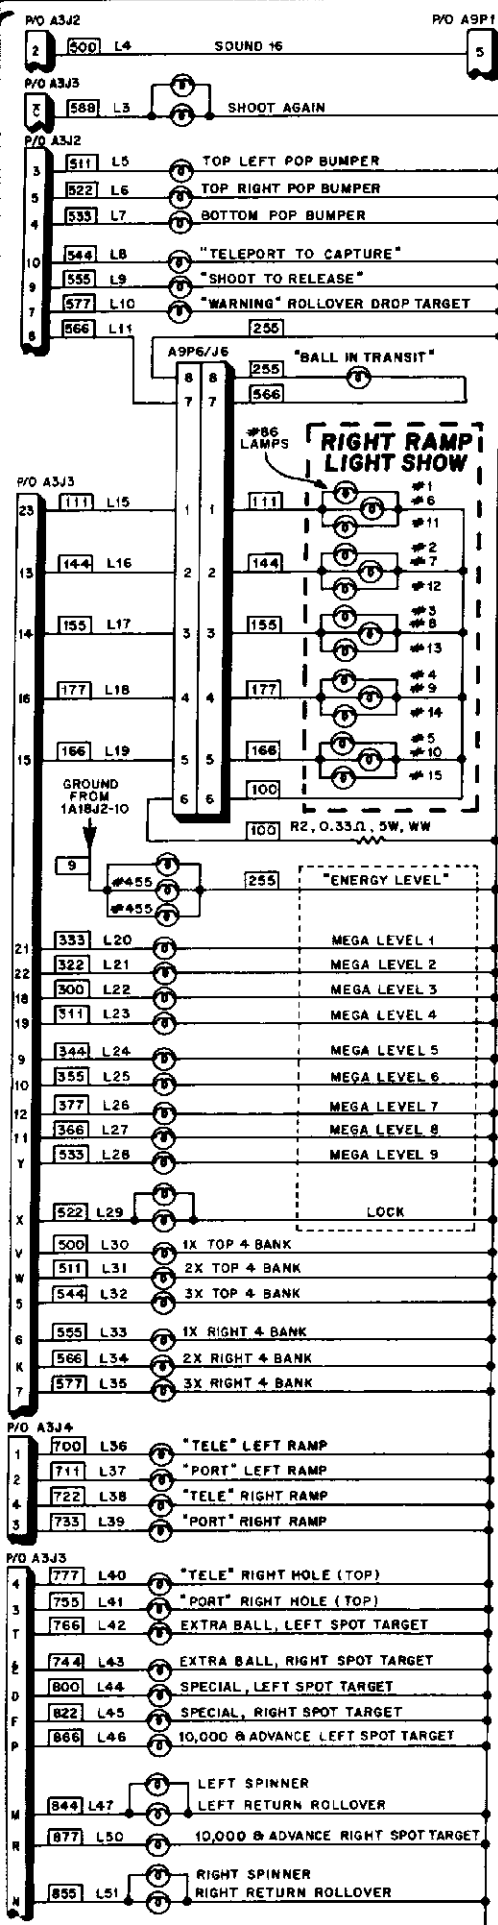 P/O A3J2 P/O A9P1
2 500 L4 SOUND 16 5
P/O A3J3
C 588 L3 SHOOT AGAIN
P/O A3J2
3 511 L5 TOP LEFT POP BUMPER
5 522 L6 TOP RIGHT POP BUMPER
4 533 L7 BOTTOM POP BUMPER
10 544 L8 "TELEPORT TO CAPTURE"
9 555 L9 "SHOOT TO RELEASE"
7 577 L10 "WARNING" ROLLOVER DROP TARGET
6 566 L11 255
A9P6/J6
8 8 255 "BALL IN TRANSIT"
7 7 566
#86
LAMPS
RIGHT RAMP
LIGHT SHOW
P/O A3J3
#1
23 111 L15 1 1 111 #6
#11
#2
13 144 L16 2 2 144 #7
#12
#3
14 155 L17 3 3 155 #8
#13
#4
16 177 L18 4 4 177 #9
#14
#5
15 166 L19 5 5 166 #10
#15
6 6 100
GROUND
FROM
1A18J2-10
100 R2, 0.33Ω, 5W, WW
9 #455 255 "ENERGY LEVEL"
#455
21 333 L20 MEGA LEVEL 1
22 322 L21 MEGA LEVEL 2
18 300 L22 MEGA LEVEL 3
19 311 L23 MEGA LEVEL 4
9 344 L24 MEGA LEVEL 5
10 355 L25 MEGA LEVEL 6
12 377 L26 MEGA LEVEL 7
11 366 L27 MEGA LEVEL 8
Y 533 L28 MEGA LEVEL 9
X 522 L29 LOCK
V 500 L30 1X TOP 4 BANK
W 511 L31 2X TOP 4 BANK
5 544 L32 3X TOP 4 BANK
6 555 L33 1X RIGHT 4 BANK
K 566 L34 2X RIGHT 4 BANK
7 577 L35 3X RIGHT 4 BANK
P/O A3J4
1 700 L36 "TELE" LEFT RAMP
2 711 L37 "PORT" LEFT RAMP
4 722 L38 "TELE" RIGHT RAMP
3 733 L39 "PORT" RIGHT RAMP
P/O A3J3
4 777 L40 "TELE" RIGHT HOLE (TOP)
3 755 L41 "PORT" RIGHT HOLE (TOP)
T 766 L42 EXTRA BALL, LEFT SPOT TARGET
744 L43 EXTRA BALL, RIGHT SPOT TARGET
D 800 L44 SPECIAL, LEFT SPOT TARGET
F 822 L45 SPECIAL, RIGHT SPOT TARGET
P 866 L46 10,000 & ADVANCE LEFT SPOT TARGET
LEFT SPINNER
M 844 L47 LEFT RETURN ROLLOVER
R 877 L50 10,000 & ADVANCE RIGHT SPOT TARGET
RIGHT SPINNER
N 855 L51 RIGHT RETURN ROLLOVER